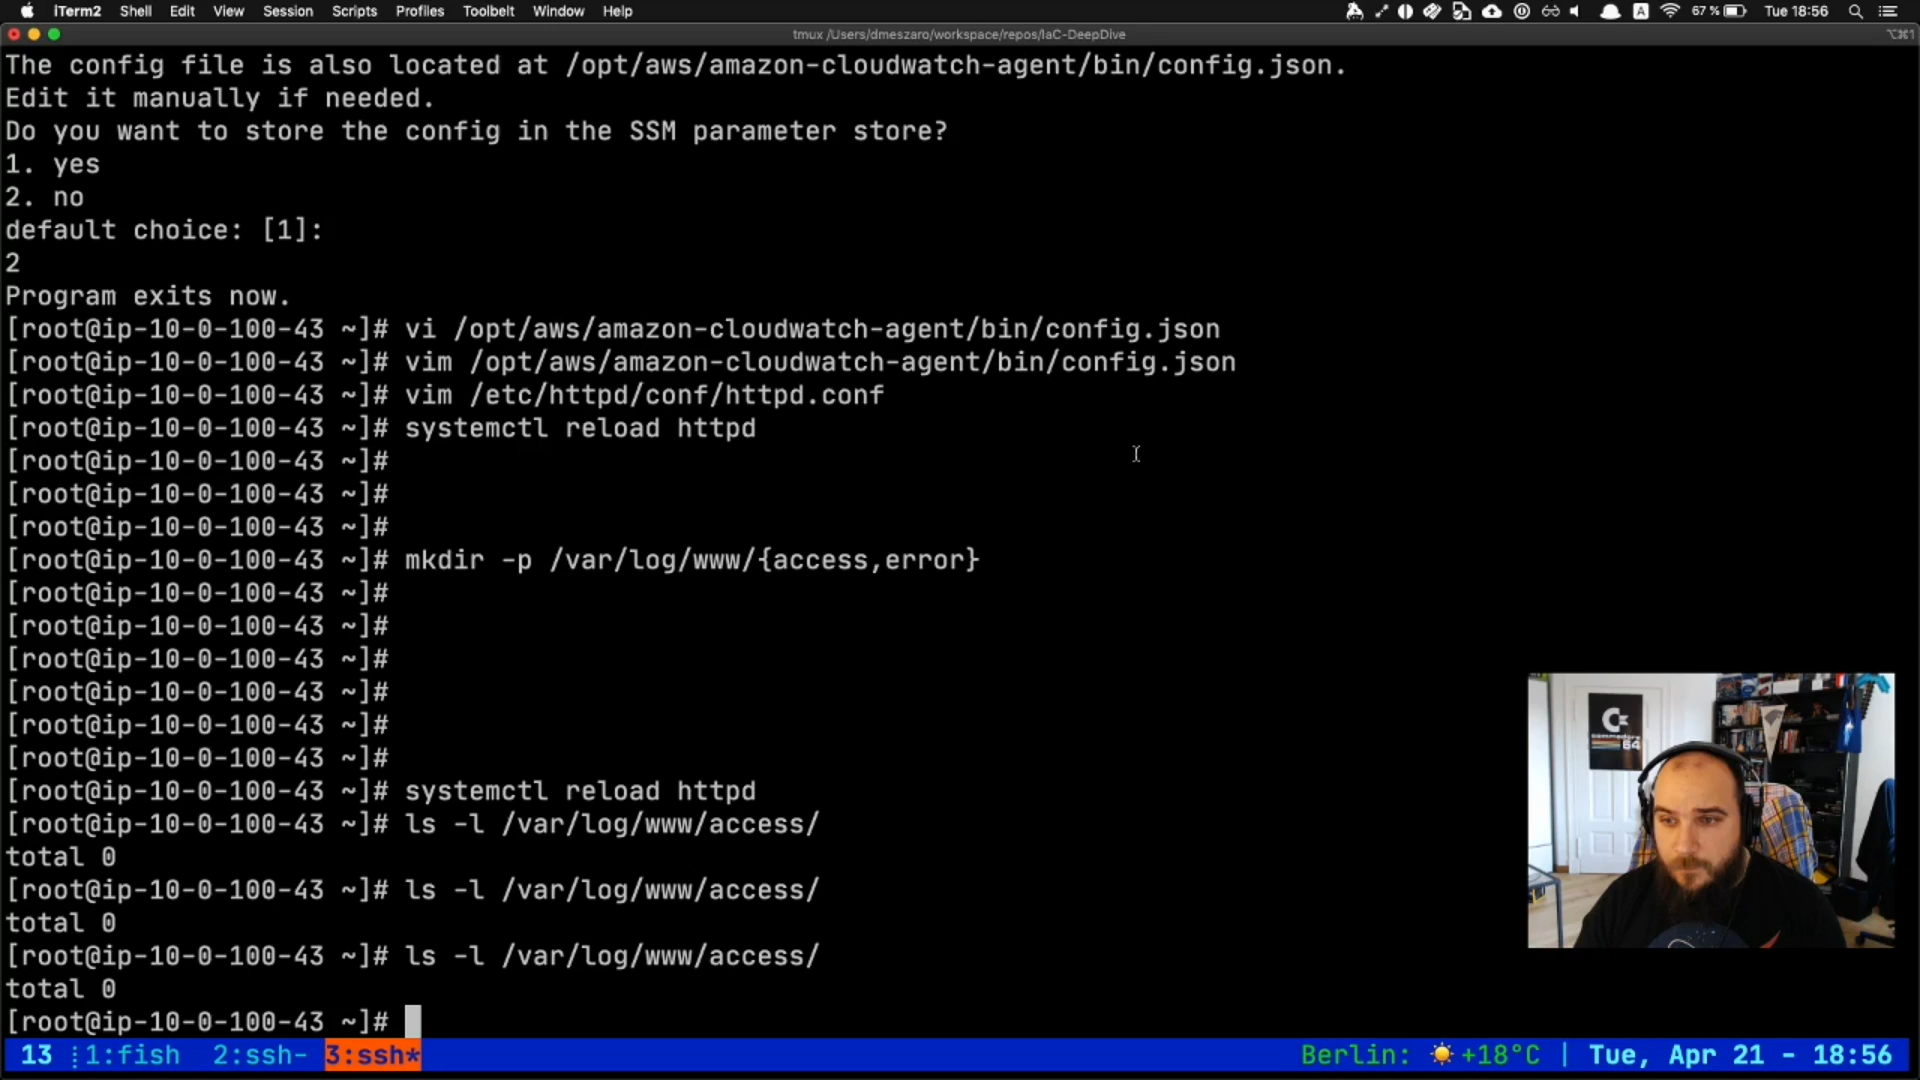 iTerm2 Shell Edit View Session Scripts Profiles Toolbelt Window Help 67 % Tue 18:56
tmux /Users/dmeszaro/workspace/repos/IaC-DeepDive ⌥⌘1
The config file is also located at /opt/aws/amazon-cloudwatch-agent/bin/config.json.
Edit it manually if needed.
Do you want to store the config in the SSM parameter store?
1. yes
2. no
default choice: [1]:
2
Program exits now.
[root@ip-10-0-100-43 ~]# vi /opt/aws/amazon-cloudwatch-agent/bin/config.json
[root@ip-10-0-100-43 ~]# vim /opt/aws/amazon-cloudwatch-agent/bin/config.json
[root@ip-10-0-100-43 ~]# vim /etc/httpd/conf/httpd.conf
[root@ip-10-0-100-43 ~]# systemctl reload httpd
[root@ip-10-0-100-43 ~]#
[root@ip-10-0-100-43 ~]#
[root@ip-10-0-100-43 ~]#
[root@ip-10-0-100-43 ~]# mkdir -p /var/log/www/{access,error}
[root@ip-10-0-100-43 ~]#
[root@ip-10-0-100-43 ~]#
[root@ip-10-0-100-43 ~]#
[root@ip-10-0-100-43 ~]#
[root@ip-10-0-100-43 ~]#
[root@ip-10-0-100-43 ~]#
[root@ip-10-0-100-43 ~]# systemctl reload httpd
[root@ip-10-0-100-43 ~]# ls -l /var/log/www/access/
total 0
[root@ip-10-0-100-43 ~]# ls -l /var/log/www/access/
total 0
[root@ip-10-0-100-43 ~]# ls -l /var/log/www/access/
total 0
[root@ip-10-0-100-43 ~]#
commodore
64
13 1:fish 2:ssh- 3:ssh* Berlin: +18°C | Tue, Apr 21 - 18:56